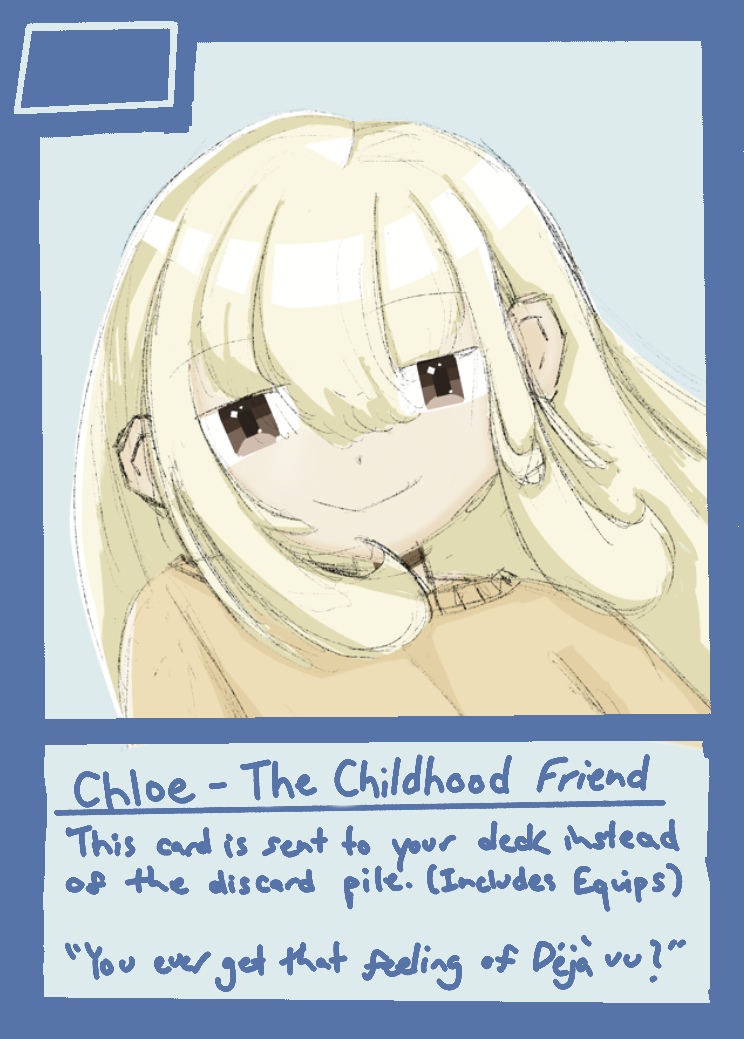 Chloe - The Childhood Friend
This card is sent to your deck instead
of the discard pile. (Includes Equips)
"You ever get that feeling of Déjà vu?"